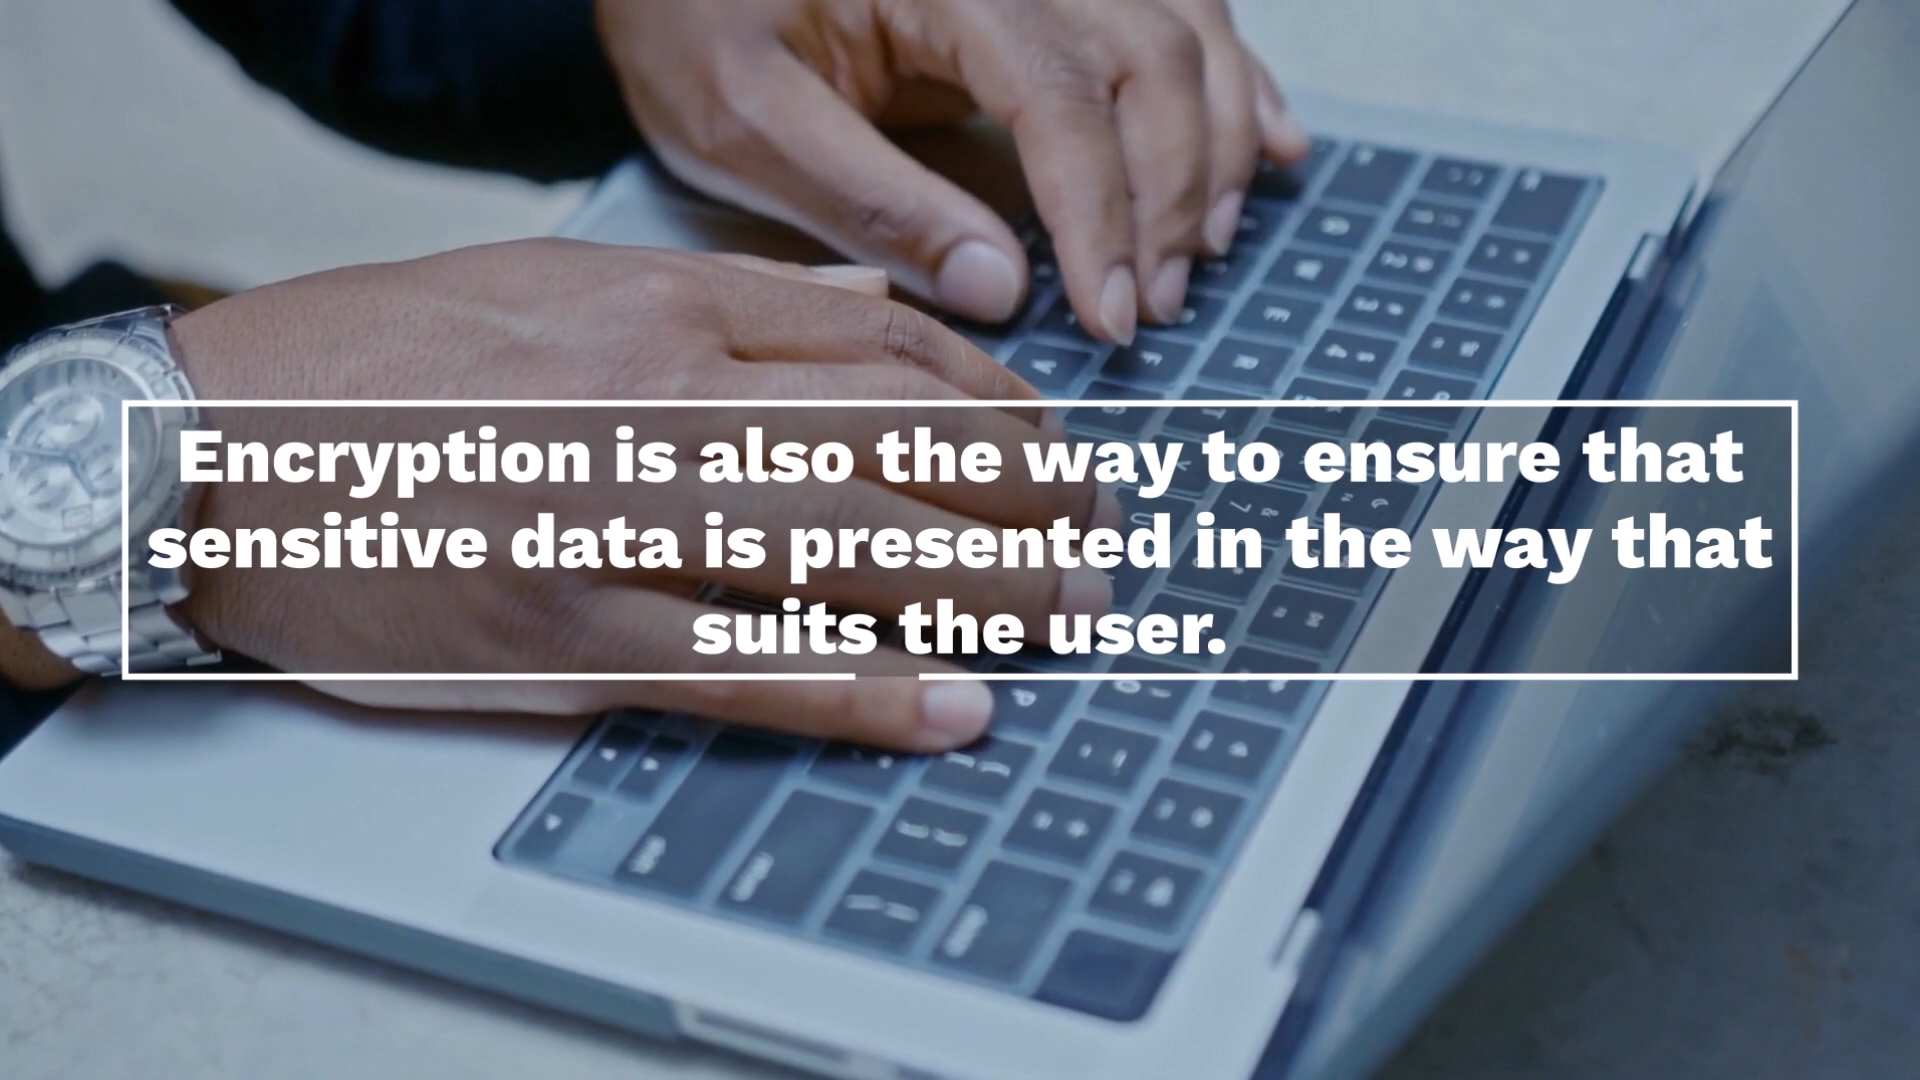 Encryption is also the way to ensure that
sensitive data is presented in the way that
suits the user.